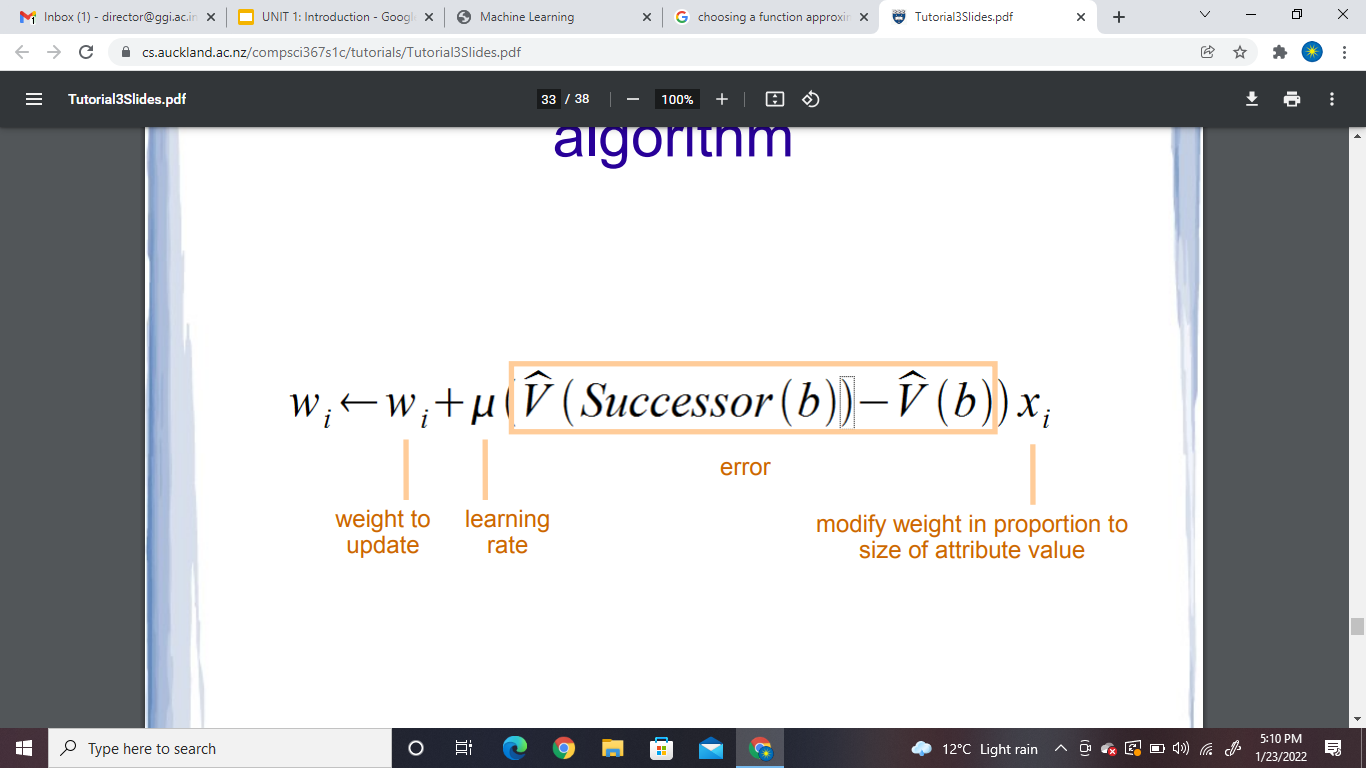 Inbox (1) - director@ggi.ac.in
UNIT 1: Introduction - Googl
Machine Learning
choosing a function approxi
Tutorial3Slides.pdf
cs.auckland.ac.nz/compsci367s1c/tutorials/Tutorial3Slides.pdf
Tutorial3Slides.pdf
33 / 38
100%
algorithm
w_i ← w_i + μ (V̂ (Successor (b)) − V̂ (b)) x_i
error
weight to
update
learning
rate
modify weight in proportion to
size of attribute value
Type here to search
12°C Light rain
5:10 PM
1/23/2022